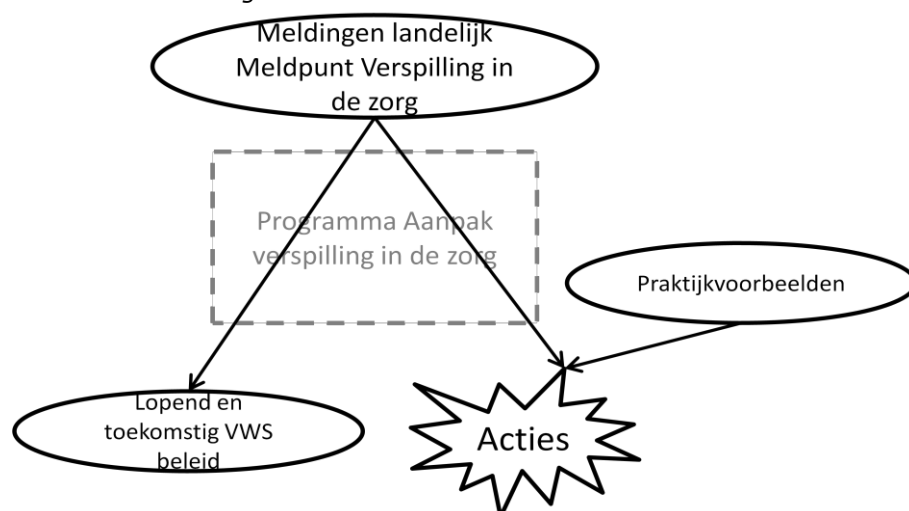 Meldingen landelijk
Meldpunt Verspilling in
de zorg
Programma Aanpak
verspilling in de zorg
Praktijkvoorbeelden
Lopend en
toekomstig VWS
beleid
Acties